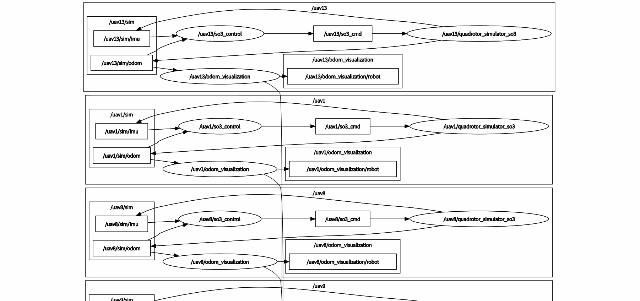 /uav13
/uav13/sim
/uav13/sim/imu
/uav13/so3_control
/uav13/so3_cmd
/uav13/quadrotor_simulator_so3
/uav13/sim/odom
/uav13/odom_visualization
/uav13/odom_visualization
/uav13/odom_visualization/robot
/uav1
/uav1/sim
/uav1/sim/imu
/uav1/so3_control
/uav1/so3_cmd
/uav1/quadrotor_simulator_so3
/uav1/sim/odom
/uav1/odom_visualization
/uav1/odom_visualization
/uav1/odom_visualization/robot
/uav8
/uav8/sim
/uav8/sim/imu
/uav8/so3_control
/uav8/so3_cmd
/uav8/quadrotor_simulator_so3
/uav8/sim/odom
/uav8/odom_visualization
/uav8/odom_visualization
/uav8/odom_visualization/robot
/uav9